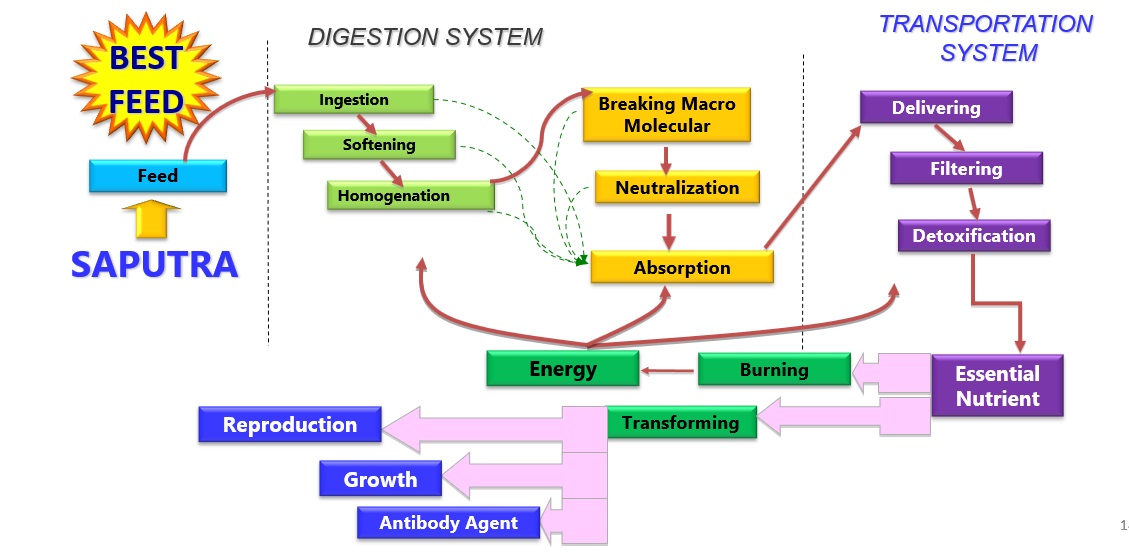 BEST
FEED
DIGESTION SYSTEM
TRANSPORTATION
SYSTEM
Feed
SAPUTRA
Ingestion
Softening
Homogenation
Breaking Macro
Molecular
Neutralization
Absorption
Delivering
Filtering
Detoxification
Essential
Nutrient
Burning
Energy
Transforming
Reproduction
Growth
Antibody Agent